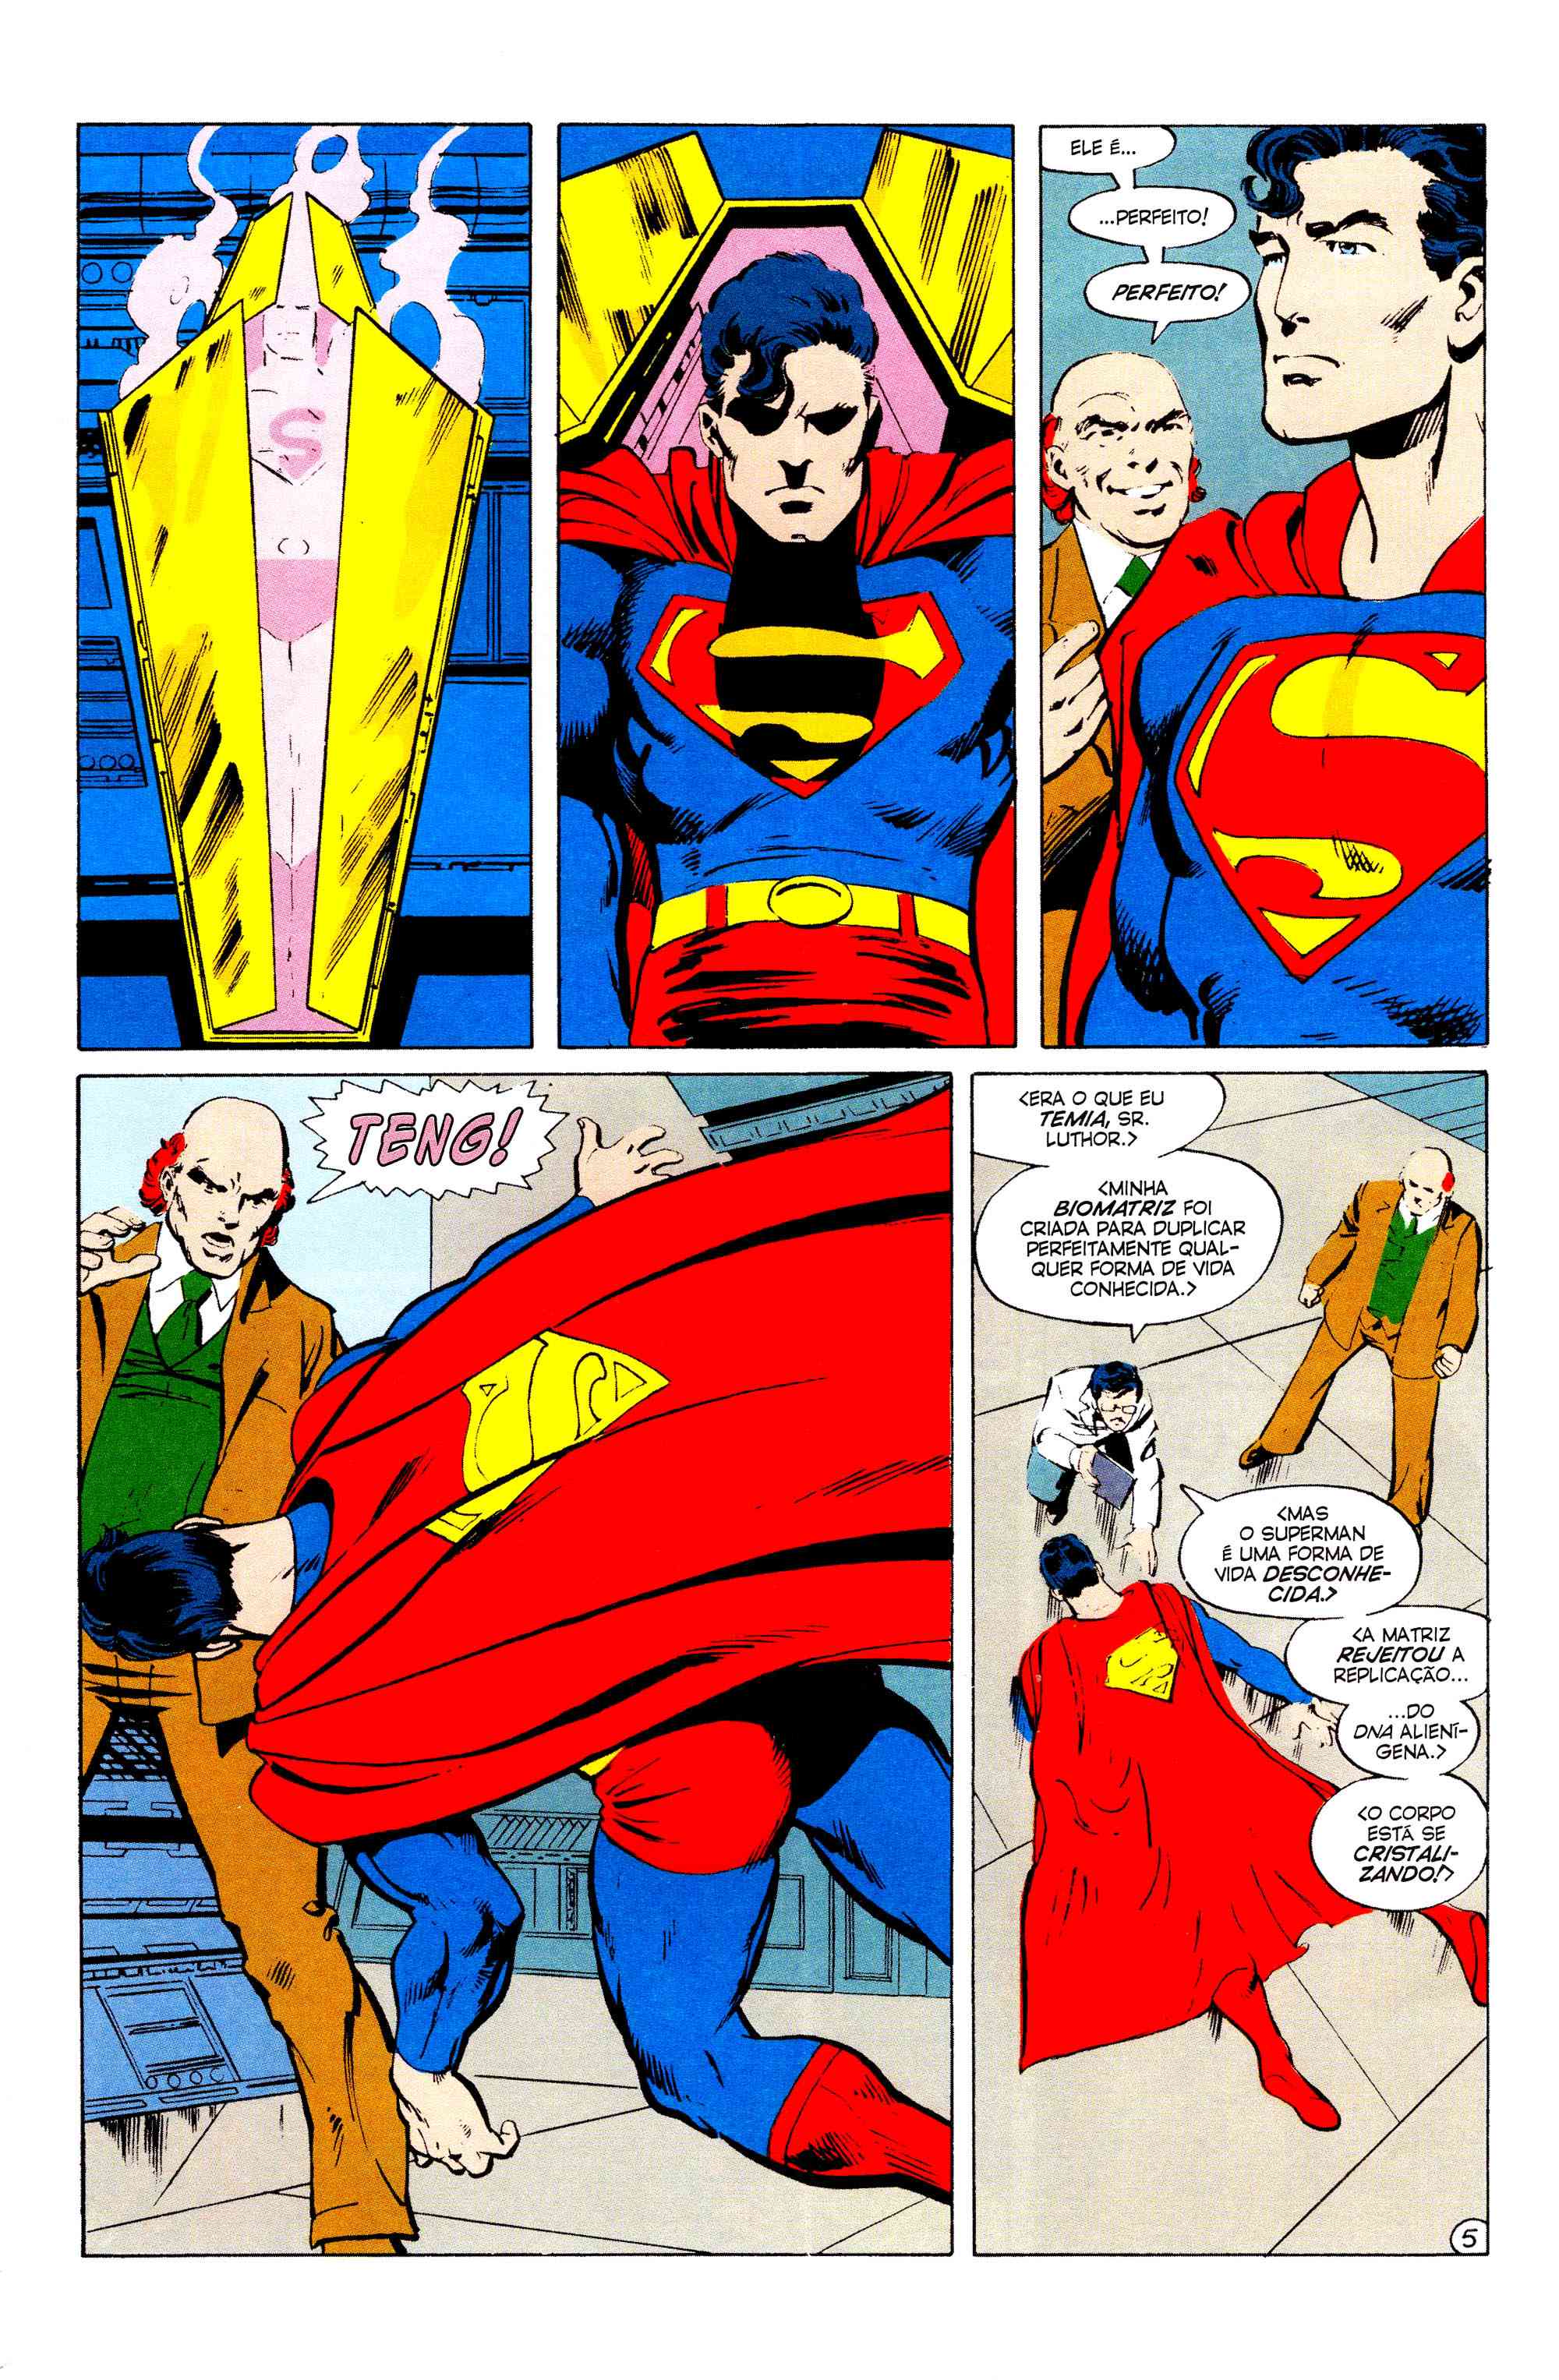 ELE É...
...PERFEITO!
PERFEITO!
TENG!
<ERA O QUE EU
TEMIA, SR.
LUTHOR.>
<MINHA
BIOMATRIZ FOI
CRIADA PARA DUPLICAR
PERFEITAMENTE QUAL-
QUER FORMA DE VIDA
CONHECIDA.>
<MAS
O SUPERMAN
É UMA FORMA DE
VIDA DESCONHE-
CIDA.>
<A MATRIZ
REJEITOU A
REPLICAÇÃO...
...DO
DNA ALIENÍ-
GENA.>
<O CORPO
ESTÁ SE
CRISTALI-
ZANDO!>
5